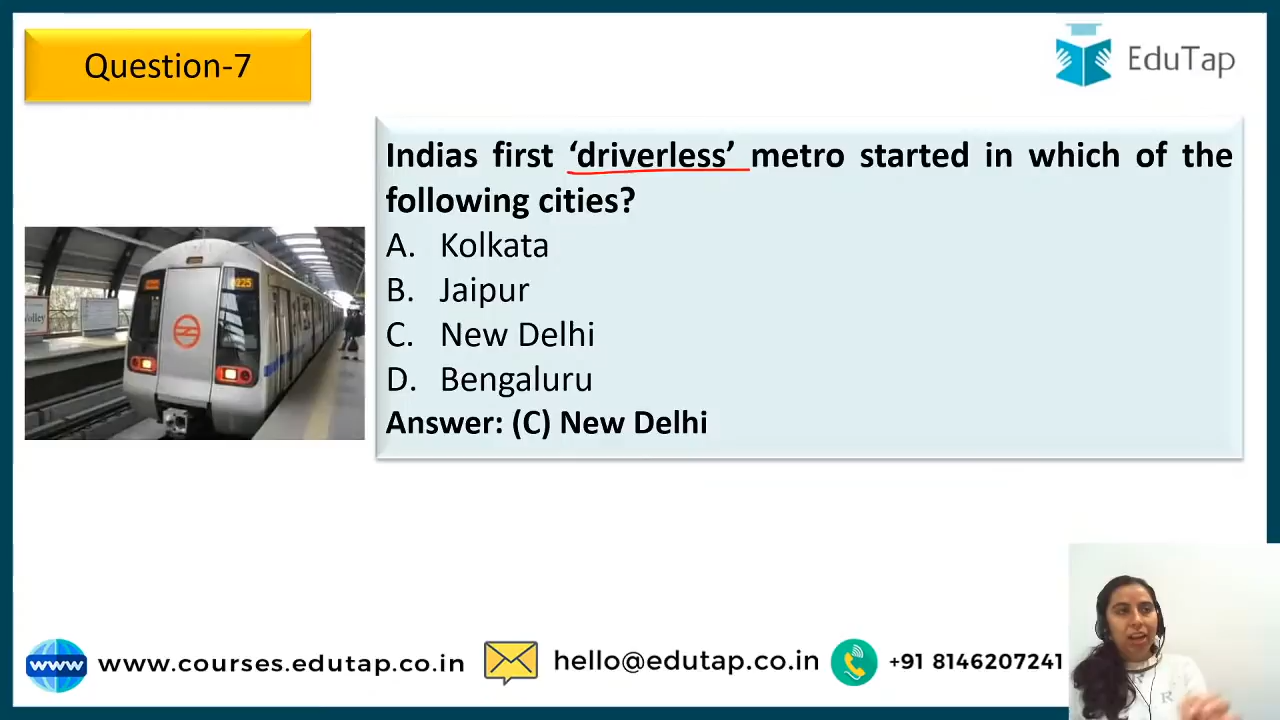 Question-7
EduTap
Indias first ‘driverless’ metro started in which of the
following cities?
A. Kolkata
B. Jaipur
C. New Delhi
D. Bengaluru
Answer: (C) New Delhi
www www.courses.edutap.co.in
hello@edutap.co.in
+91 8146207241